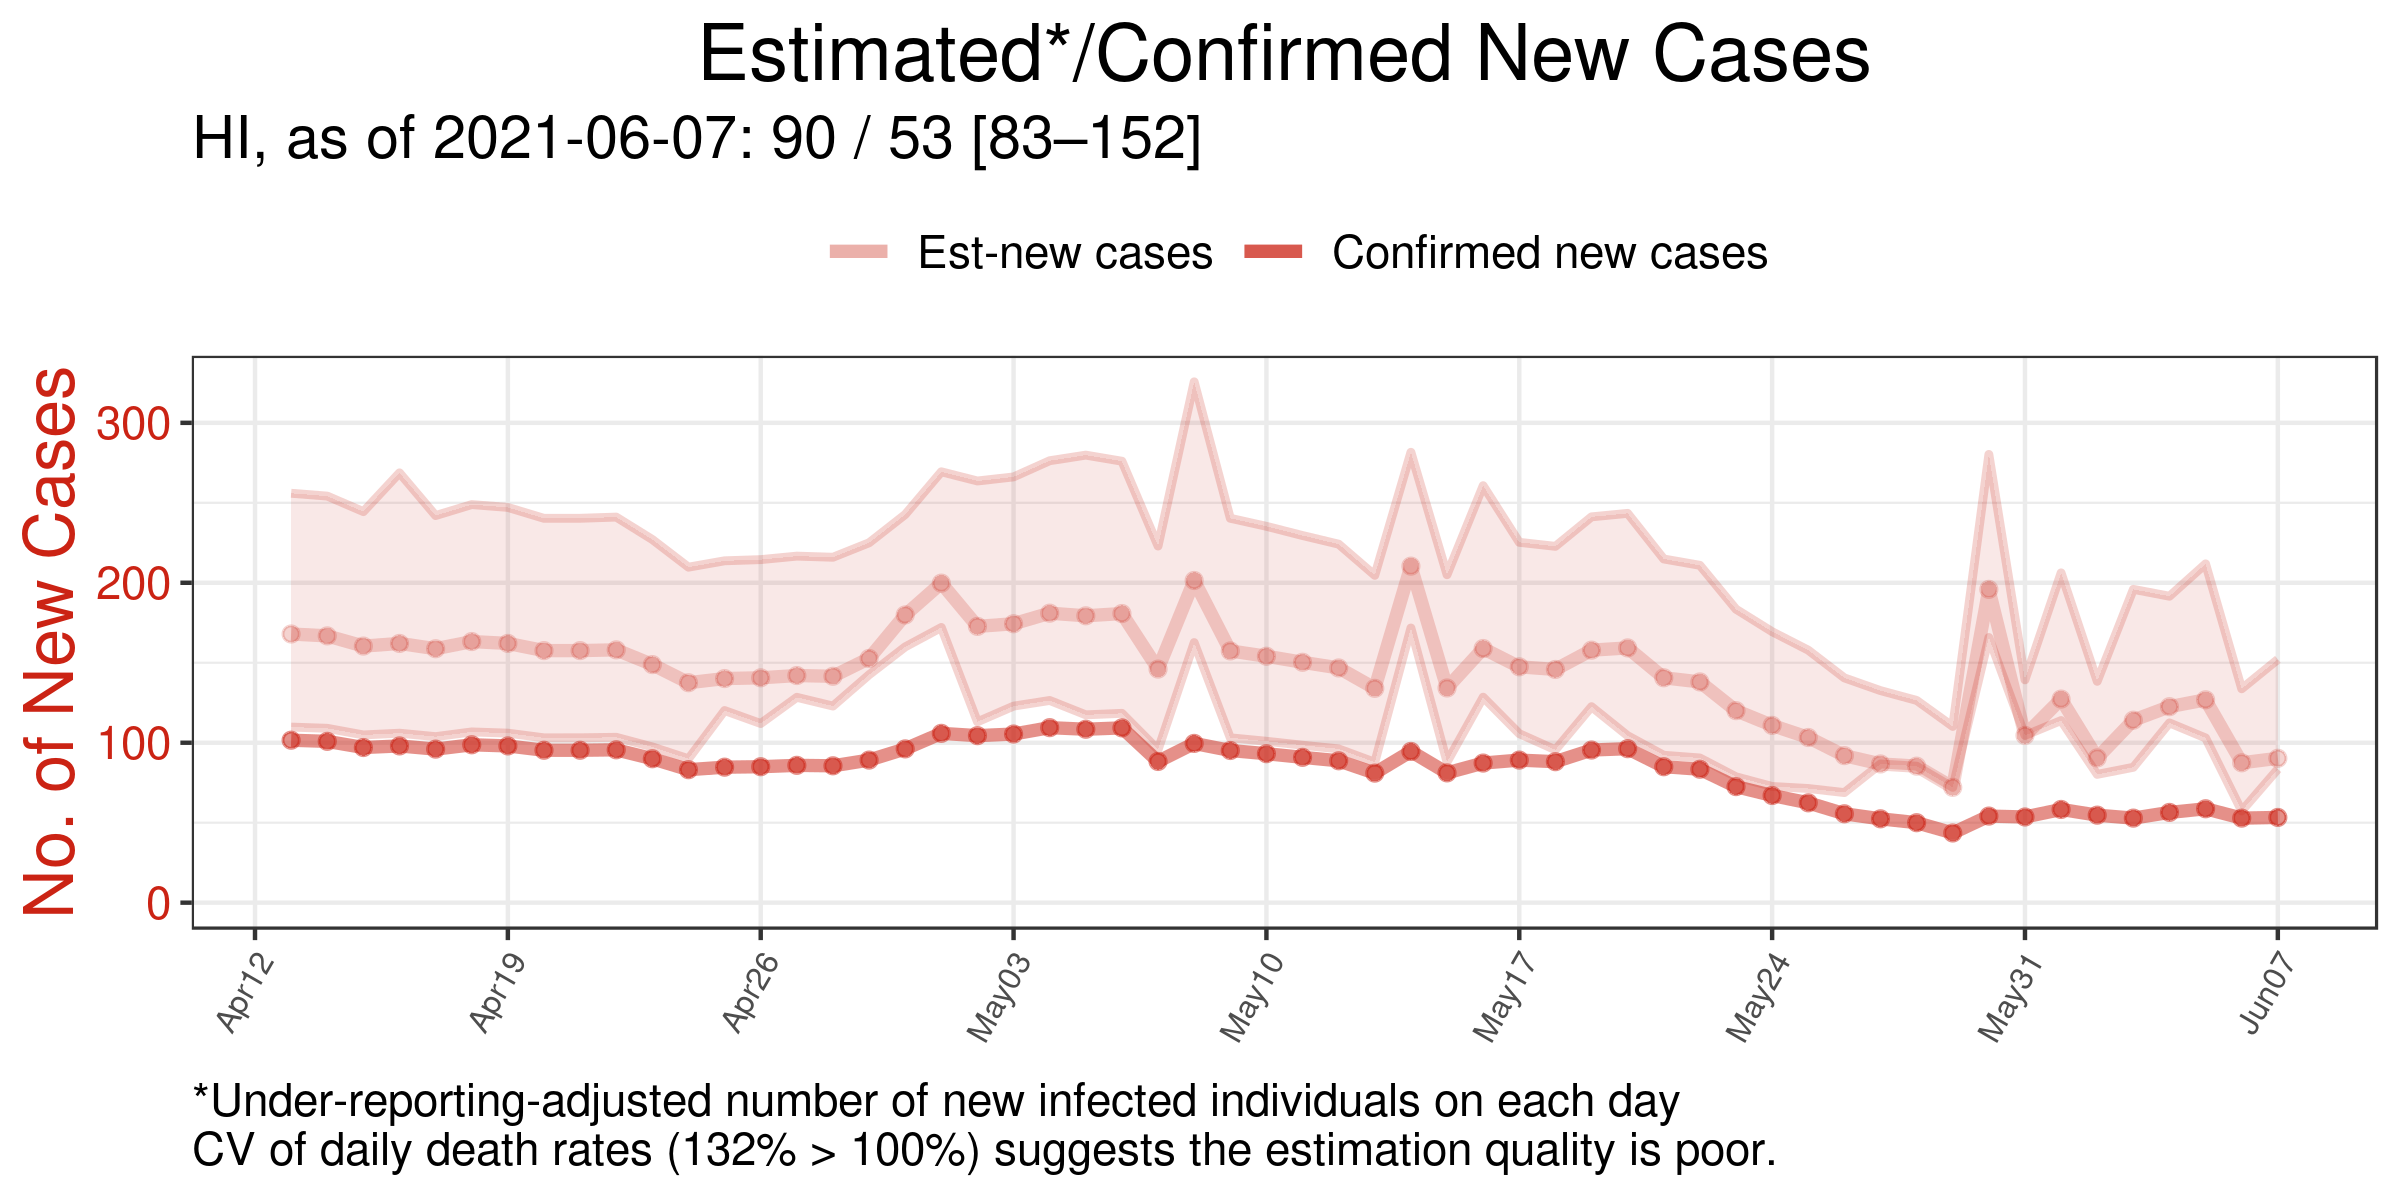 Estimated*/Confirmed New Cases
HI, as of 2021-06-07: 90 / 53 [83–152]
Est-new cases
Confirmed new cases
No. of New Cases
300
200
100
0
Apr12
Apr19
Apr26
May03
May10
May17
May24
May31
Jun07
*Under-reporting-adjusted number of new infected individuals on each day
CV of daily death rates (132% > 100%) suggests the estimation quality is poor.